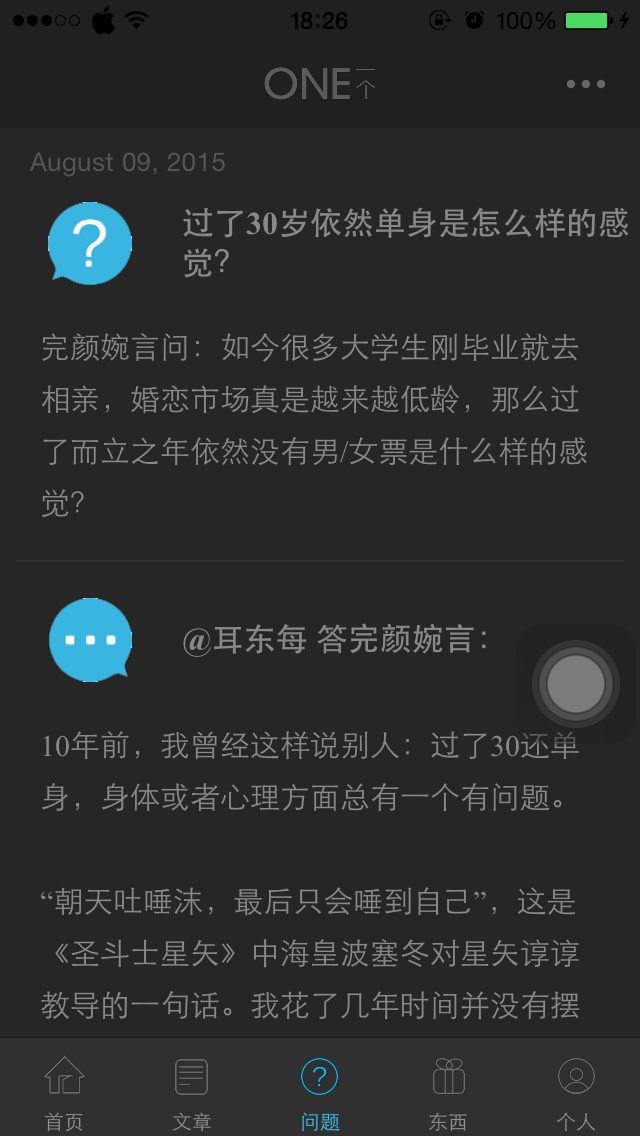 18:26
100%
ONE一个
August 09, 2015
过了30岁依然单身是怎么样的感
觉?
完颜婉言问：如今很多大学生刚毕业就去
相亲，婚恋市场真是越来越低龄，那么过
了而立之年依然没有男/女票是什么样的感
觉?
@耳东每 答完颜婉言：
10年前，我曾经这样说别人：过了30还单
身，身体或者心理方面总有一个有问题。
“朝天吐唾沫，最后只会唾到自己”，这是
《圣斗士星矢》中海皇波塞冬对星矢谆谆
教导的一句话。我花了几年时间并没有摆
首页
文章
问题
东西
个人